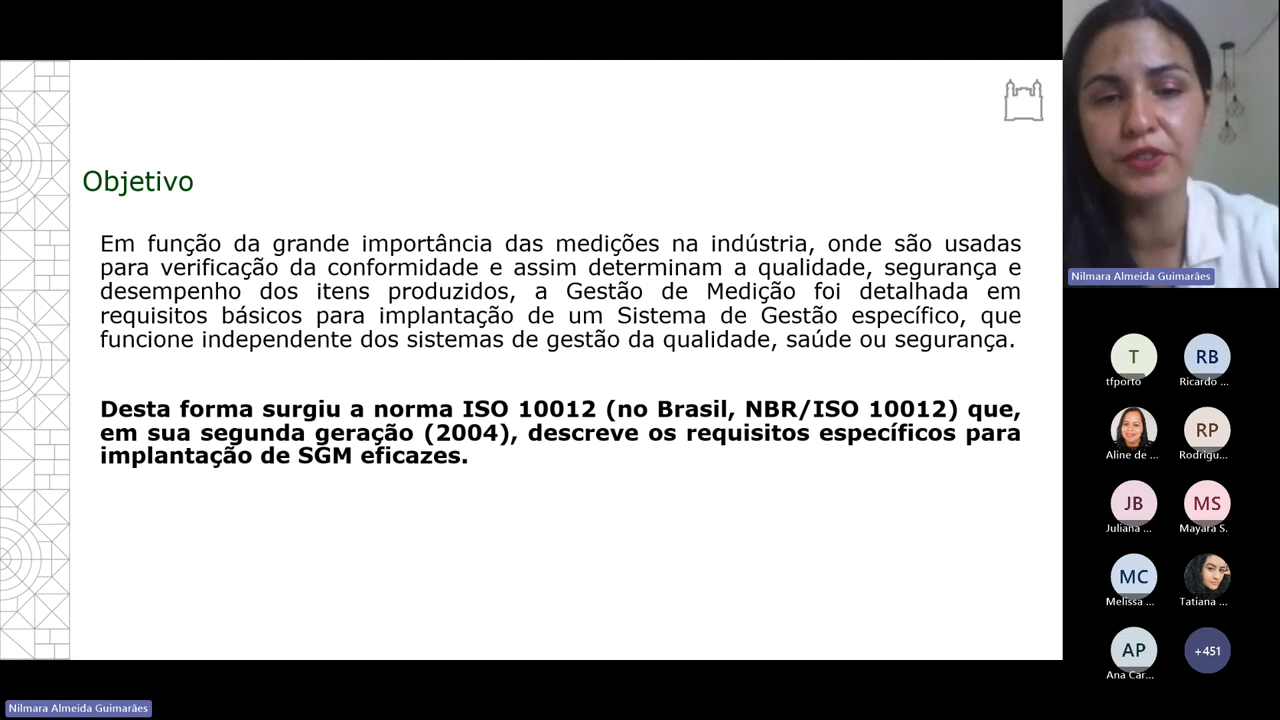 Objetivo
Em função da grande importância das medições na indústria, onde são usadas
para verificação da conformidade e assim determinam a qualidade, segurança e
desempenho dos itens produzidos, a Gestão de Medição foi detalhada em
requisitos básicos para implantação de um Sistema de Gestão específico, que
funcione independente dos sistemas de gestão da qualidade, saúde ou segurança.
Desta forma surgiu a norma ISO 10012 (no Brasil, NBR/ISO 10012) que,
em sua segunda geração (2004), descreve os requisitos específicos para
implantação de SGM eficazes.
Nilmara Almeida Guimarães
T
tfporto
RB
Ricardo ...
Aline de ...
RP
Rodrigu...
JB
Juliana ...
MS
Mayara S.
MC
Melissa ...
Tatiana ...
AP
Ana Car...
+451
Nilmara Almeida Guimarães